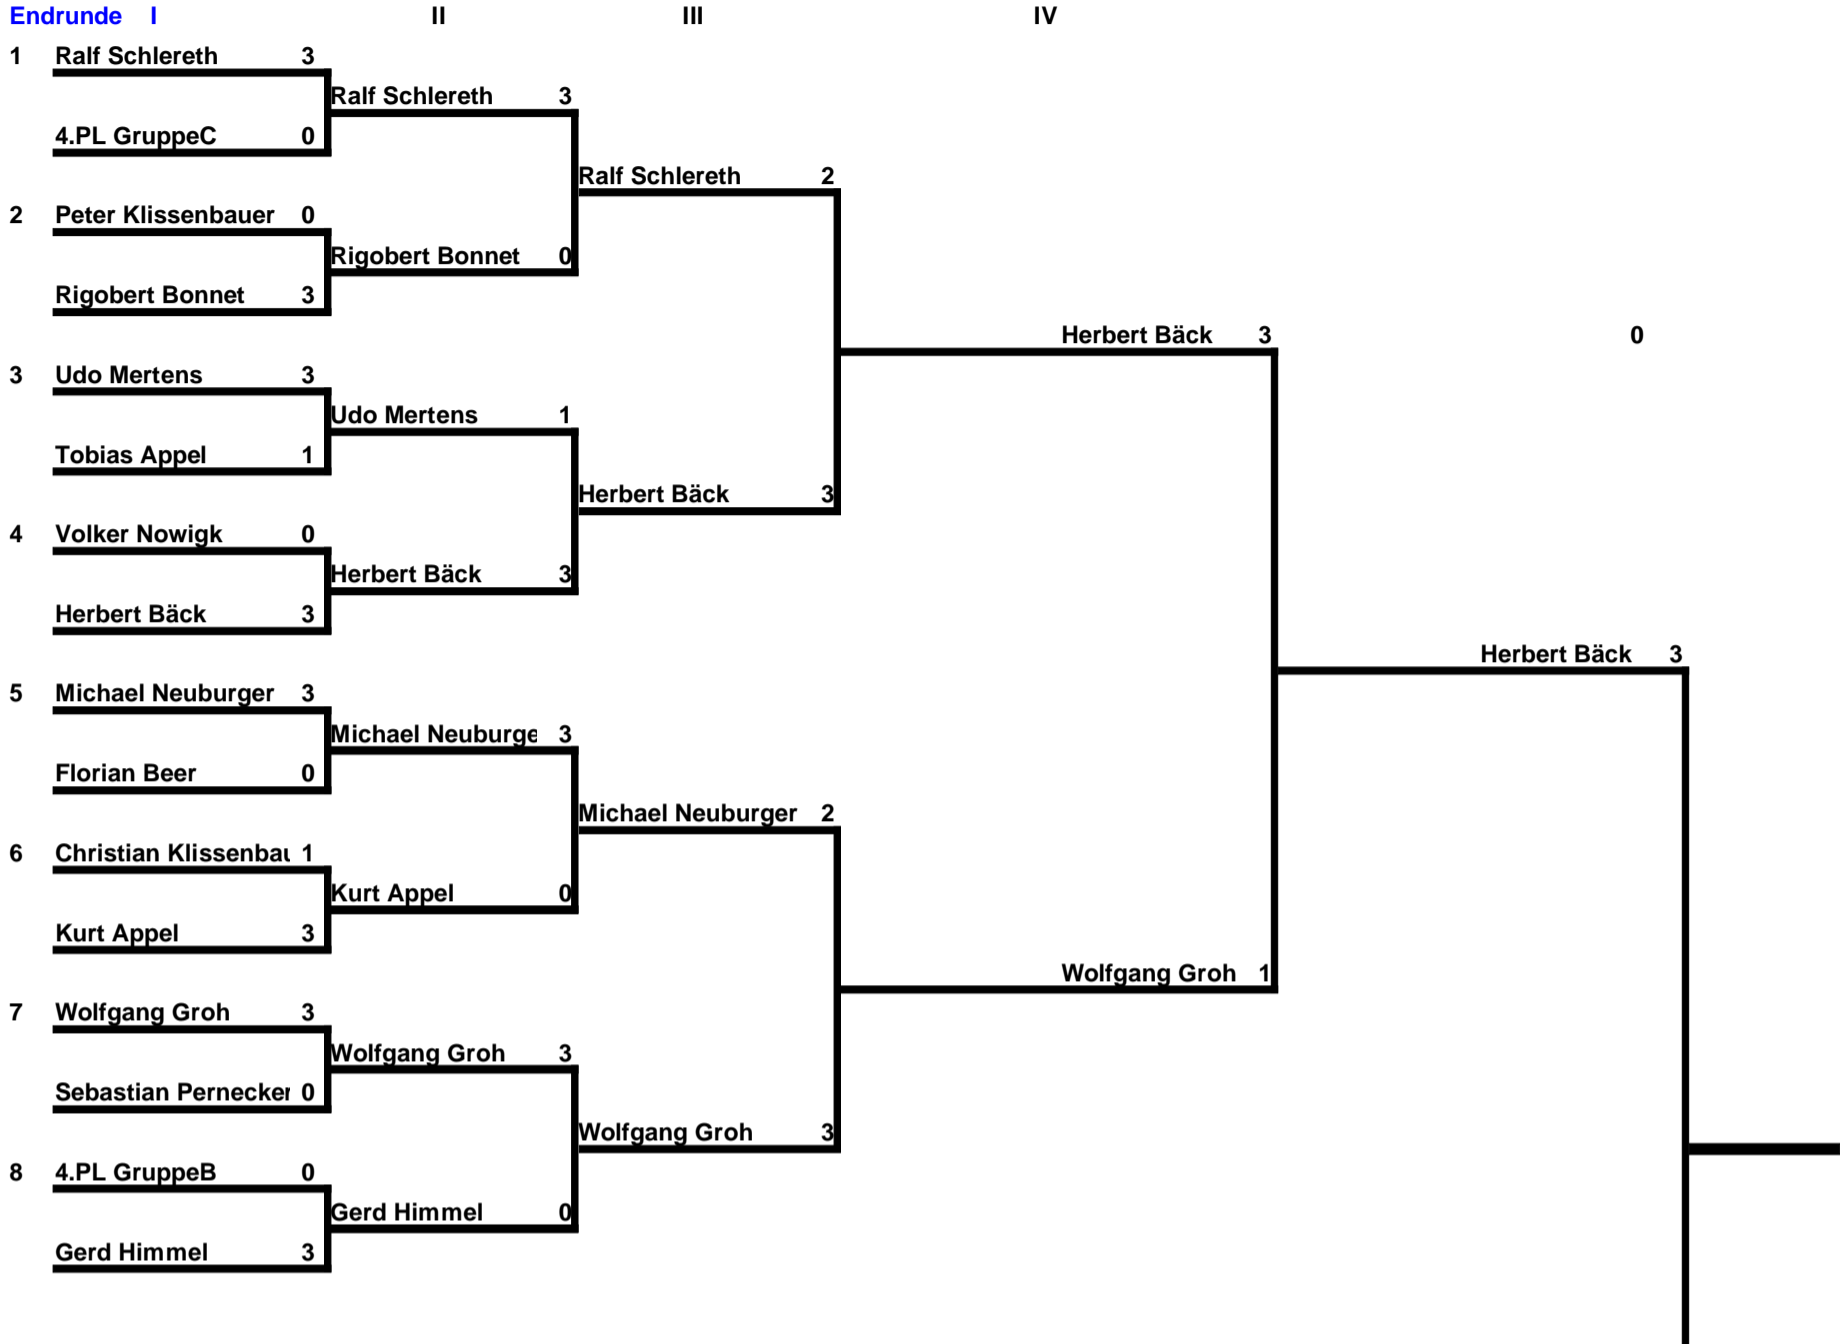 Endrunde I II III IV
1 Ralf Schlereth 3
Ralf Schlereth 3
4.PL GruppeC 0
Ralf Schlereth 2
2 Peter Klissenbauer 0
Rigobert Bonnet 0
Rigobert Bonnet 3
Herbert Bäck 3 0
3 Udo Mertens 3
Udo Mertens 1
Tobias Appel 1
Herbert Bäck 3
4 Volker Nowigk 0
Herbert Bäck 3
Herbert Bäck 3
Herbert Bäck 3
5 Michael Neuburger 3
Michael Neuburge 3
Florian Beer 0
Michael Neuburger 2
6 Christian Klissenbau 1
Kurt Appel 0
Kurt Appel 3
Wolfgang Groh 1
7 Wolfgang Groh 3
Wolfgang Groh 3
Sebastian Pernecker 0
Wolfgang Groh 3
8 4.PL GruppeB 0
Gerd Himmel 0
Gerd Himmel 3